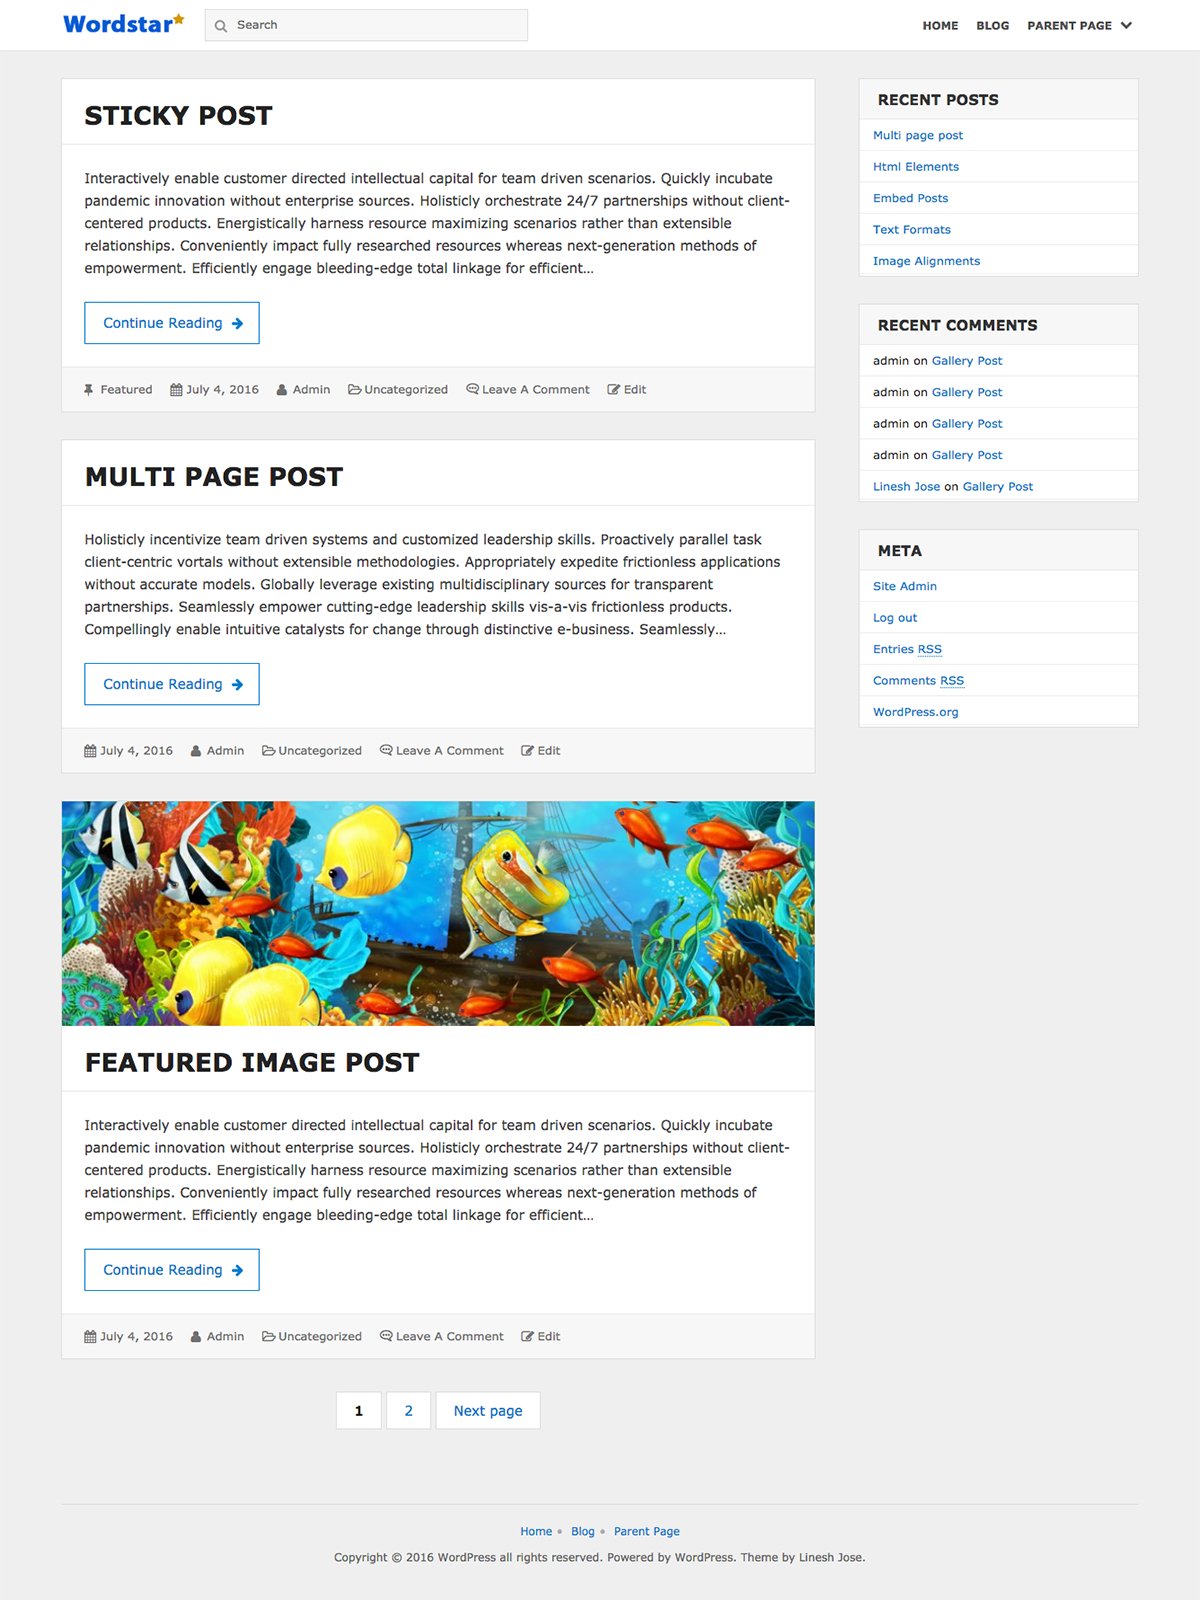 Wordstar
Search
HOME BLOG PARENT PAGE
STICKY POST
Interactively enable customer directed intellectual capital for team driven scenarios. Quickly incubate
pandemic innovation without enterprise sources. Holisticly orchestrate 24/7 partnerships without client-
centered products. Energistically harness resource maximizing scenarios rather than extensible
relationships. Conveniently impact fully researched resources whereas next-generation methods of
empowerment. Efficiently engage bleeding-edge total linkage for efficient...
Continue Reading
Featured July 4, 2016 Admin Uncategorized Leave A Comment Edit
MULTI PAGE POST
Holisticly incentivize team driven systems and customized leadership skills. Proactively parallel task
client-centric vortals without extensible methodologies. Appropriately expedite frictionless applications
without accurate models. Globally leverage existing multidisciplinary sources for transparent
partnerships. Seamlessly empower cutting-edge leadership skills vis-a-vis frictionless products.
Compellingly enable intuitive catalysts for change through distinctive e-business. Seamlessly...
Continue Reading
July 4, 2016 Admin Uncategorized Leave A Comment Edit
FEATURED IMAGE POST
Interactively enable customer directed intellectual capital for team driven scenarios. Quickly incubate
pandemic innovation without enterprise sources. Holisticly orchestrate 24/7 partnerships without client-
centered products. Energistically harness resource maximizing scenarios rather than extensible
relationships. Conveniently impact fully researched resources whereas next-generation methods of
empowerment. Efficiently engage bleeding-edge total linkage for efficient...
Continue Reading
July 4, 2016 Admin Uncategorized Leave A Comment Edit
1 2 Next page
RECENT POSTS
Multi page post
Html Elements
Embed Posts
Text Formats
Image Alignments
RECENT COMMENTS
admin on Gallery Post
admin on Gallery Post
admin on Gallery Post
admin on Gallery Post
Linesh Jose on Gallery Post
META
Site Admin
Log out
Entries RSS
Comments RSS
WordPress.org
Home • Blog • Parent Page
Copyright © 2016 WordPress all rights reserved. Powered by WordPress. Theme by Linesh Jose.